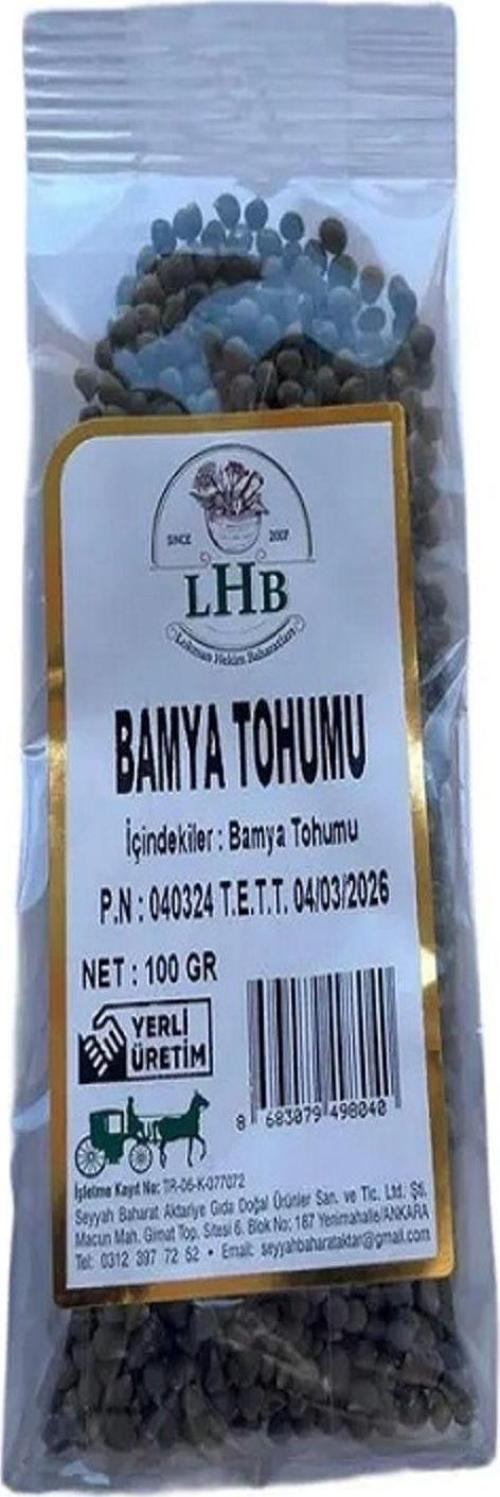 SINCE 2007
LHB
Lokman Hekim Baharatları
BAMYA TOHUMU
İçindekiler : Bamya Tohumu
P.N : 040324 T.E.T.T. 04/03/2026
NET : 100 GR
YERLİ
ÜRETİM
8 683079 498040
İşletme Kayıt No: TR-06-K-077072
Seyyah Baharat Aktariye Gıda Doğal Ürünler San. ve Tic. Ltd. Şti.
Macun Mah. Gimat Top. Sitesi 6. Blok No: 187 Yenimahalle/ANKARA
Tel: 0312 397 72 52 • Email: seyyahbaharataktar@gmail.com